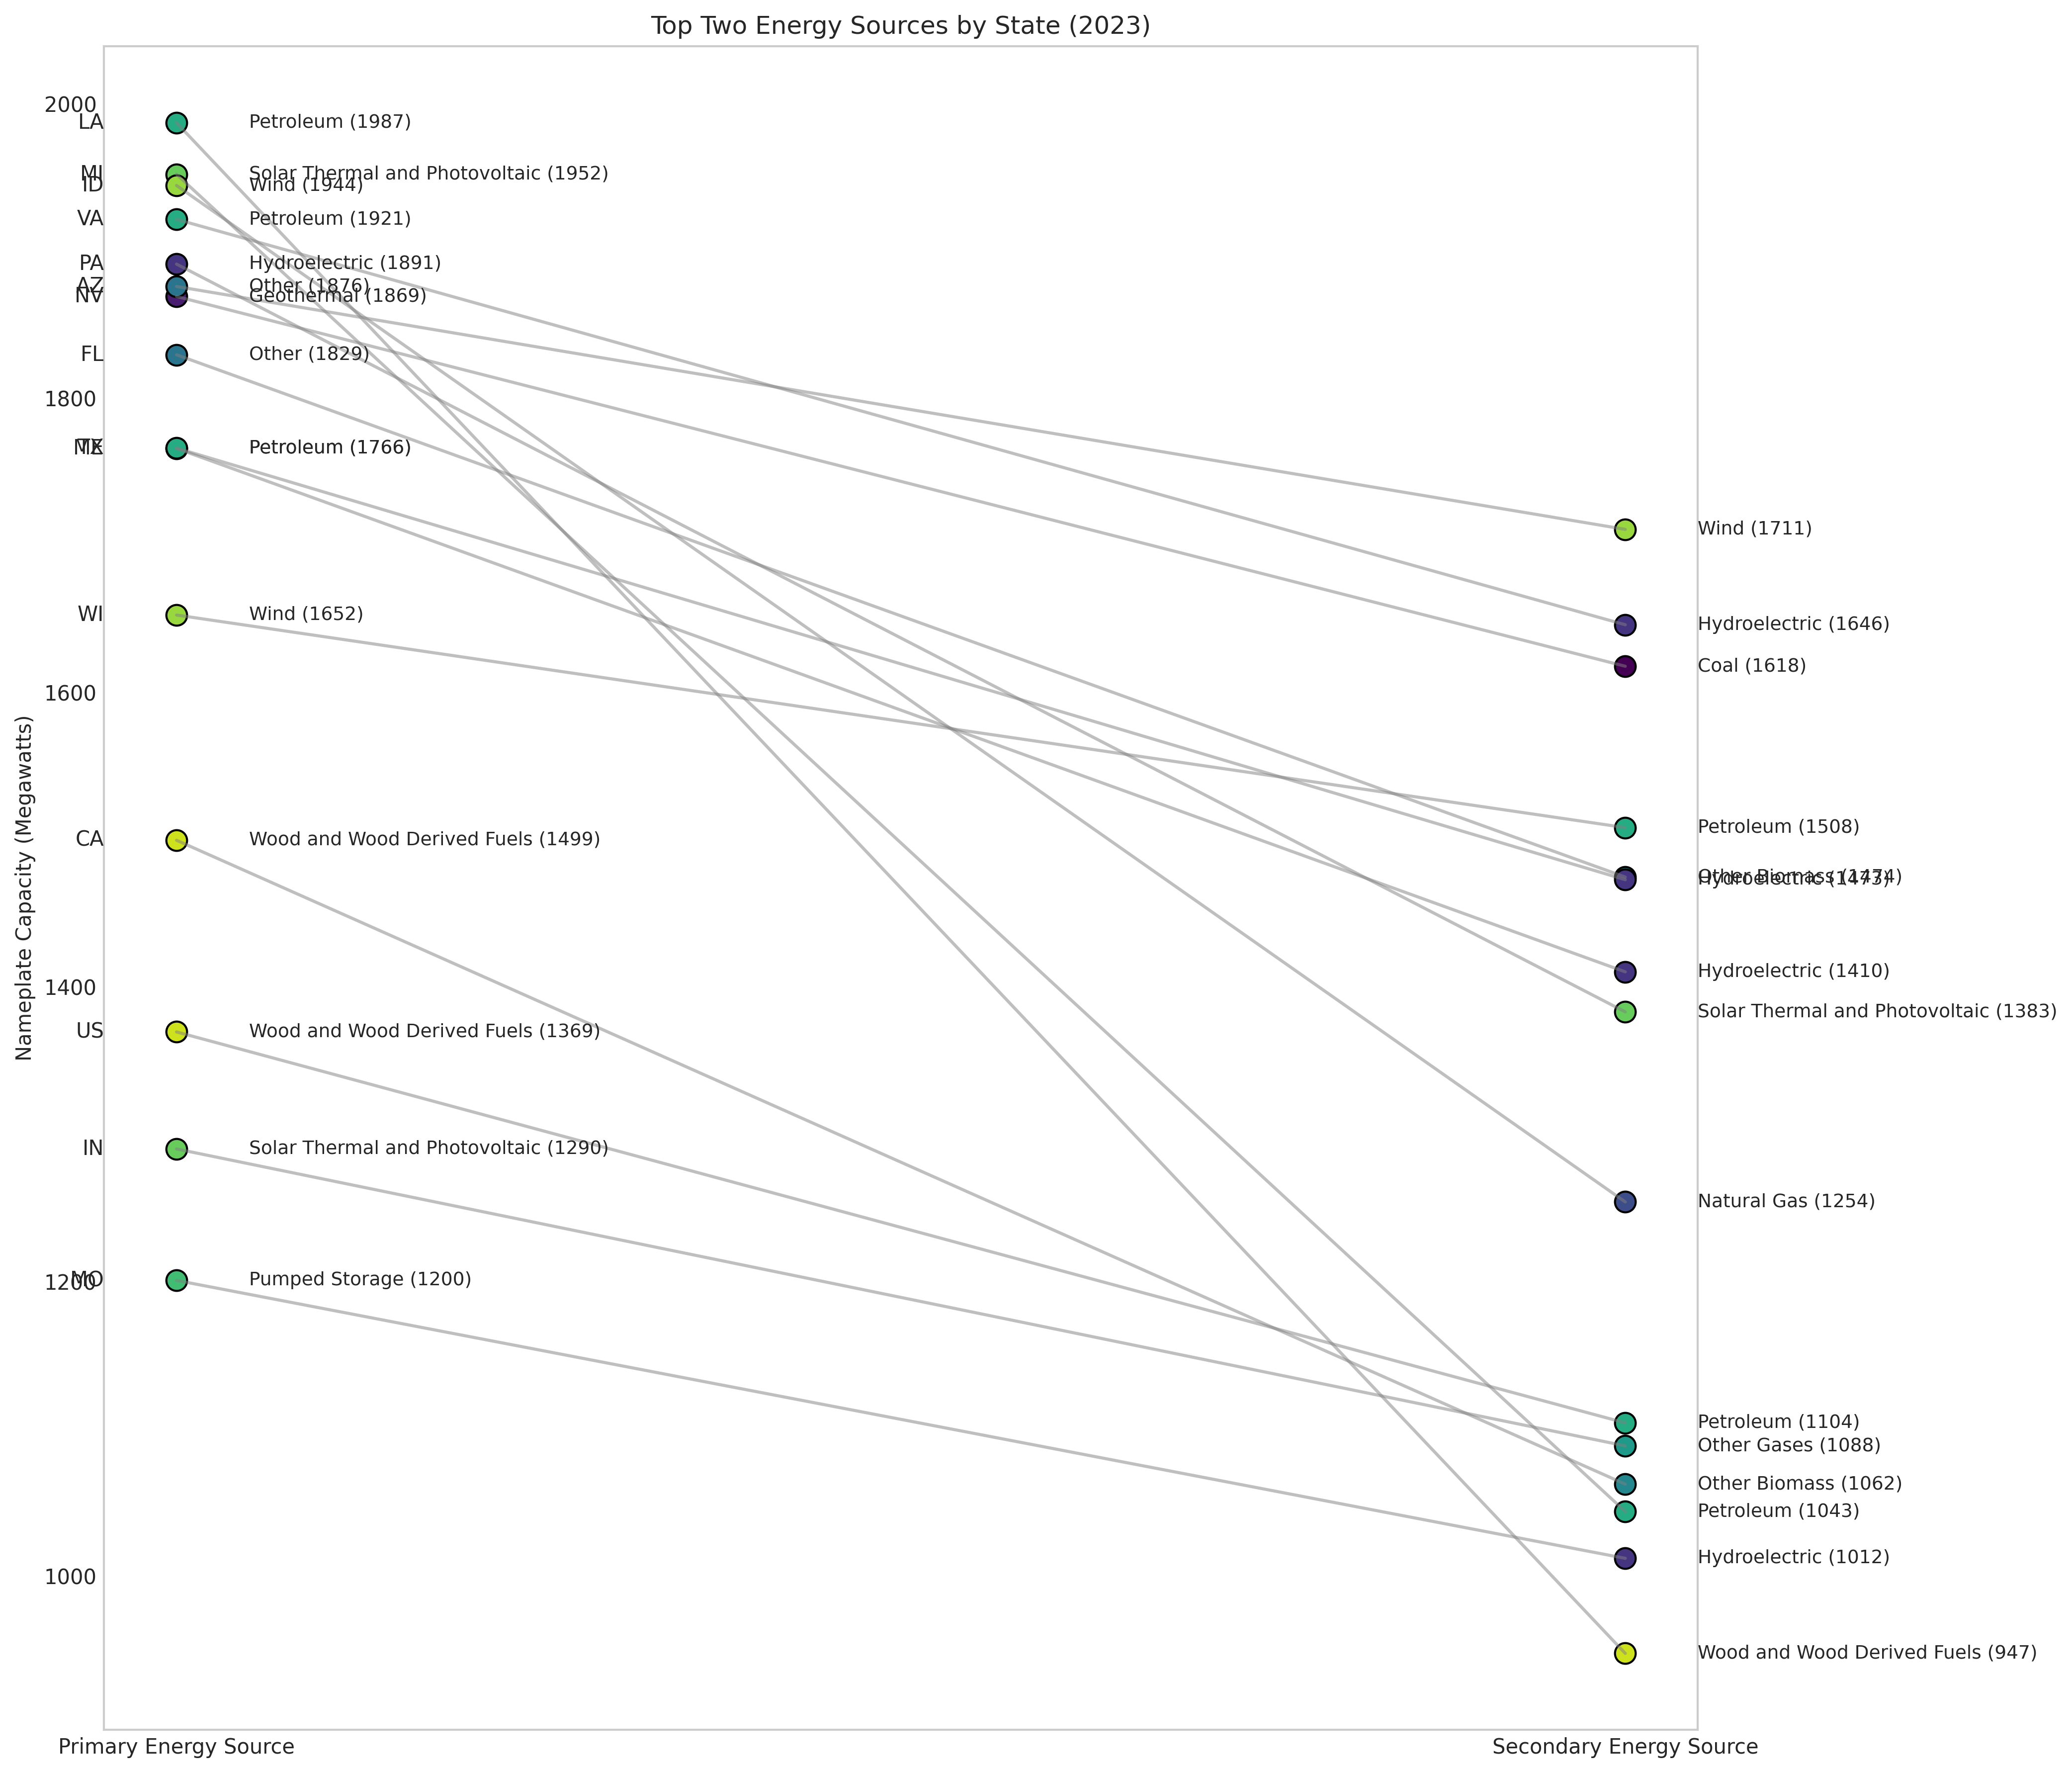 Top Two Energy Sources by State (2023)
Nameplate Capacity (Megawatts)
2000
1800
1600
1400
1200
1000
LA
Petroleum (1987)
MI
Solar Thermal and Photovoltaic (1952)
ID
Wind (1944)
VA
Petroleum (1921)
PA
Hydroelectric (1891)
AZ
Other (1876)
NV
Geothermal (1869)
FL
Other (1829)
Petroleum (1766)
WI
Wind (1652)
CA
Wood and Wood Derived Fuels (1499)
US
Wood and Wood Derived Fuels (1369)
IN
Solar Thermal and Photovoltaic (1290)
MO
Pumped Storage (1200)
Wind (1711)
Hydroelectric (1646)
Coal (1618)
Petroleum (1508)
Other Biomass (1474)
Hydroelectric (1473)
Hydroelectric (1410)
Solar Thermal and Photovoltaic (1383)
Natural Gas (1254)
Petroleum (1104)
Other Gases (1088)
Other Biomass (1062)
Petroleum (1043)
Hydroelectric (1012)
Wood and Wood Derived Fuels (947)
Primary Energy Source
Secondary Energy Source